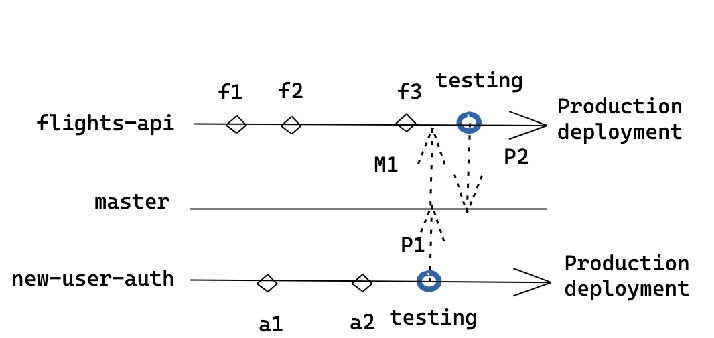 testing
f1
f2
f3
flights-api
Production
deployment
M1
P2
master
P1
new-user-auth
Production
deployment
a1
a2
testing